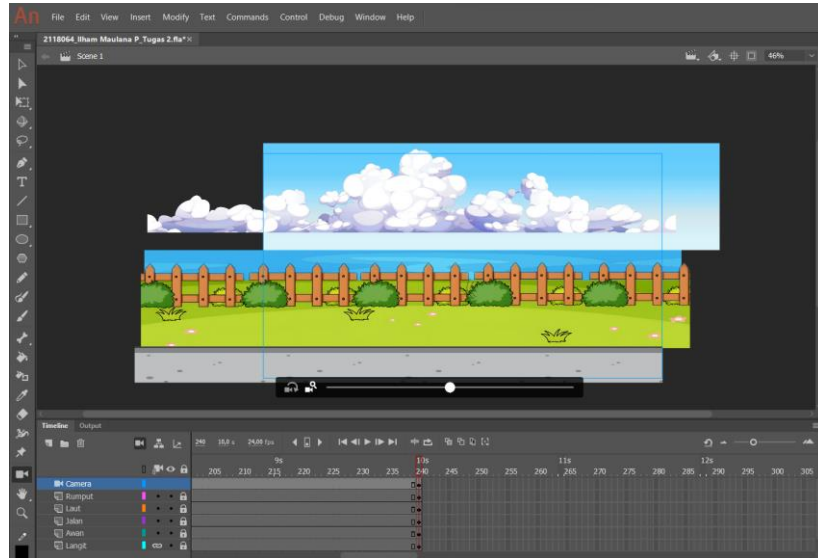 An File Edit View Insert Modify Text Commands Control Debug Window Help
2118064_Ilham Maulana P_Tugas 2.fla*×
Scene 1 46%
T
Timeline Output
240 10,0 s 24,00 fps
9s 10s 11s 12s
205 210 215 220 225 230 235 240 245 250 255 260 265 270 275 280 285 290 295 300 305
Camera
Rumput
Laut
Jalan
Awan
Langit